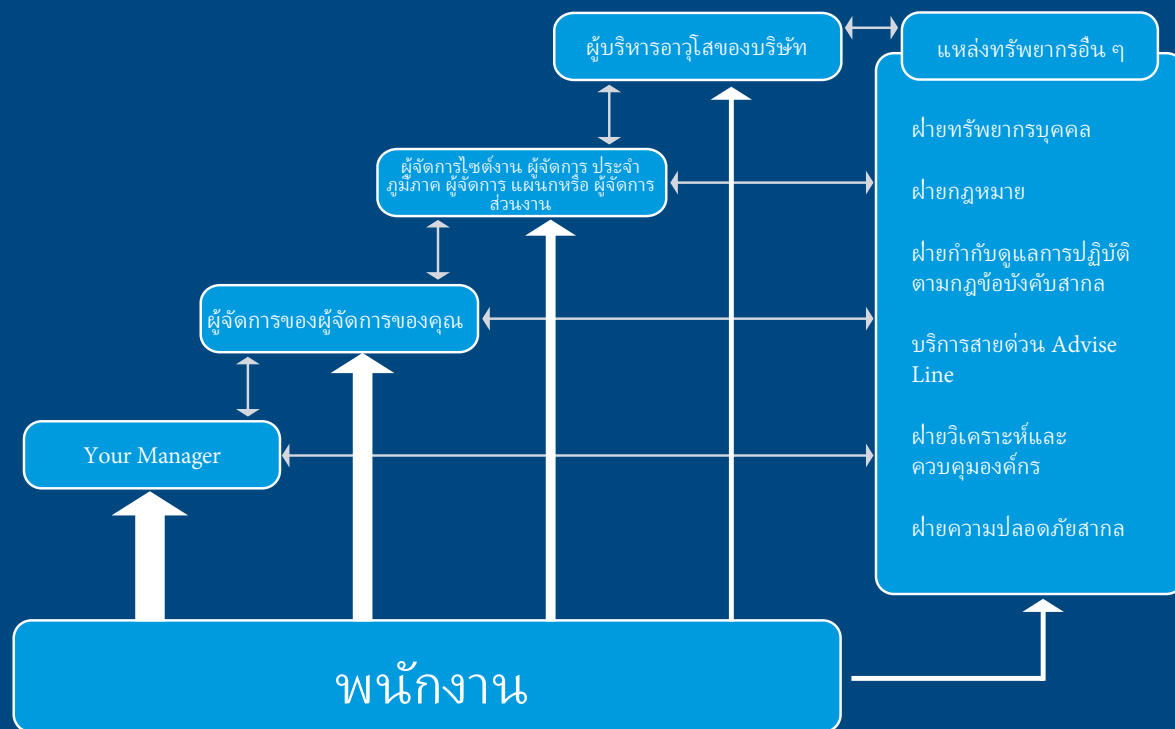 ผู้บริหารอาวุโสของบริษัท
แหล่งทรัพยากรอื่น ๆ
ฝ่ายทรัพยากรบุคคล
ฝ่ายกฎหมาย
ฝ่ายกำกับดูแลการปฏิบัติ
ตามกฎข้อบังคับสากล
บริการสายด่วน Advise
Line
ฝ่ายวิเคราะห์และ
ควบคุมองค์กร
ฝ่ายความปลอดภัยสากล
ผู้จัดการไซต์งาน ผู้จัดการ ประจำ
ภูมิภาค ผู้จัดการ แผนกหรือ ผู้จัดการ
ส่วนงาน
ผู้จัดการของผู้จัดการของคุณ
Your Manager
พนักงาน